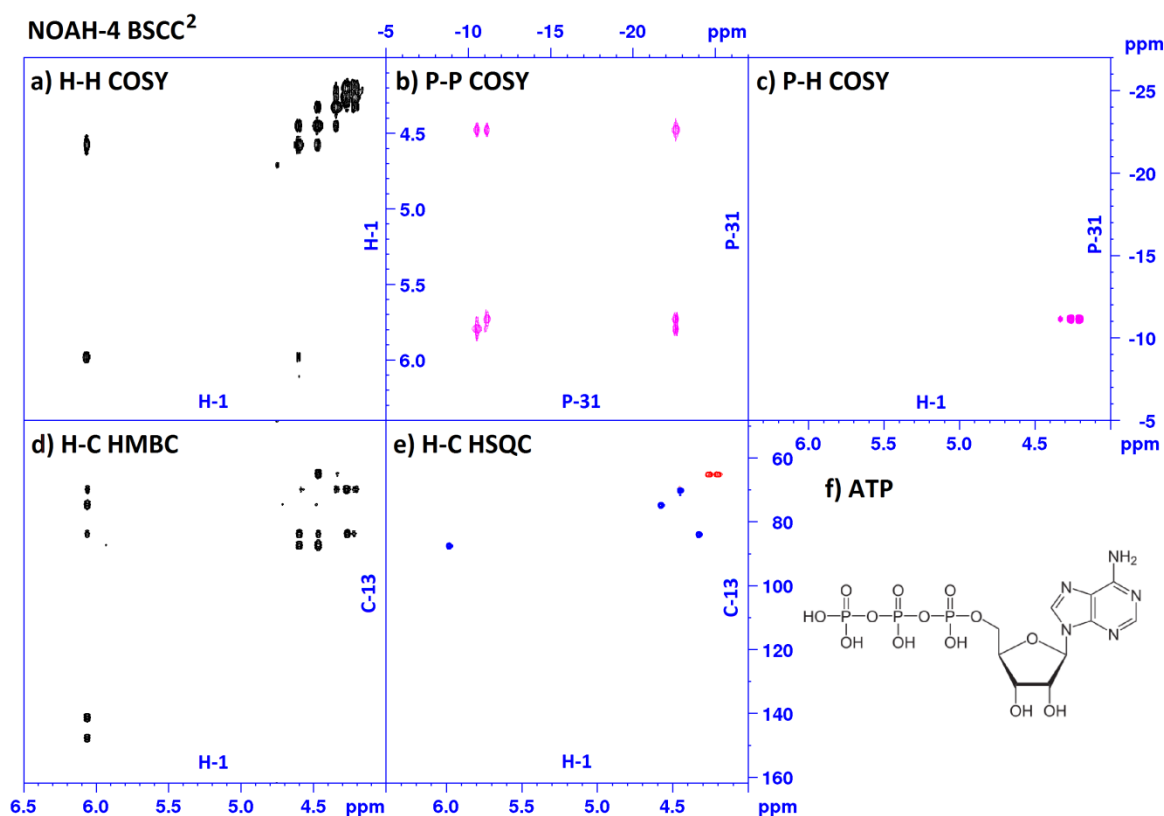 NOAH-4 BSCC²
-5 -10 -15 -20 ppm
ppm
a) H-H COSY
b) P-P COSY
c) P-H COSY
4.5
5.0
5.5
6.0
H-1
P-31
P-31
-25
-20
-15
-10
-5
H-1
P-31
H-1
6.0 5.5 5.0 4.5 ppm
d) H-C HMBC
e) H-C HSQC
f) ATP
60
80
100
120
140
160
C-13
C-13
H-1
H-1
6.5 6.0 5.5 5.0 4.5 ppm
6.0 5.5 5.0 4.5 ppm
NH₂
N N
N N
O O O
HO P O P O P O
OH OH OH
O
OH OH